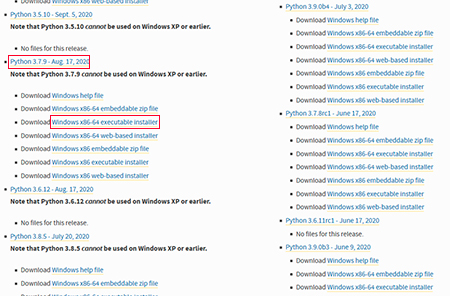 Download Windows x86 web-based installer
Python 3.5.10 - Sept. 5, 2020
Note that Python 3.5.10 cannot be used on Windows XP or earlier.
No files for this release.
Python 3.7.9 - Aug. 17, 2020
Note that Python 3.7.9 cannot be used on Windows XP or earlier.
Download Windows help file
Download Windows x86-64 embeddable zip file
Download Windows x86-64 executable installer
Download Windows x86-64 web-based installer
Download Windows x86 embeddable zip file
Download Windows x86 executable installer
Download Windows x86 web-based installer
Python 3.6.12 - Aug. 17, 2020
Note that Python 3.6.12 cannot be used on Windows XP or earlier.
No files for this release.
Python 3.8.5 - July 20, 2020
Note that Python 3.8.5 cannot be used on Windows XP or earlier.
Download Windows help file
Download Windows x86-64 embeddable zip file
Download Windows x86-64 executable installer
Python 3.9.0b4 - July 3, 2020
Download Windows help file
Download Windows x86-64 embeddable zip file
Download Windows x86-64 executable installer
Download Windows x86-64 web-based installer
Download Windows x86 embeddable zip file
Download Windows x86 executable installer
Download Windows x86 web-based installer
Python 3.7.8rc1 - June 17, 2020
Download Windows help file
Download Windows x86-64 embeddable zip file
Download Windows x86-64 executable installer
Download Windows x86-64 web-based installer
Download Windows x86 embeddable zip file
Download Windows x86 executable installer
Download Windows x86 web-based installer
Python 3.6.11rc1 - June 17, 2020
No files for this release.
Python 3.9.0b3 - June 9, 2020
Download Windows help file
Download Windows x86-64 embeddable zip file
Download Windows x86-64 executable installer